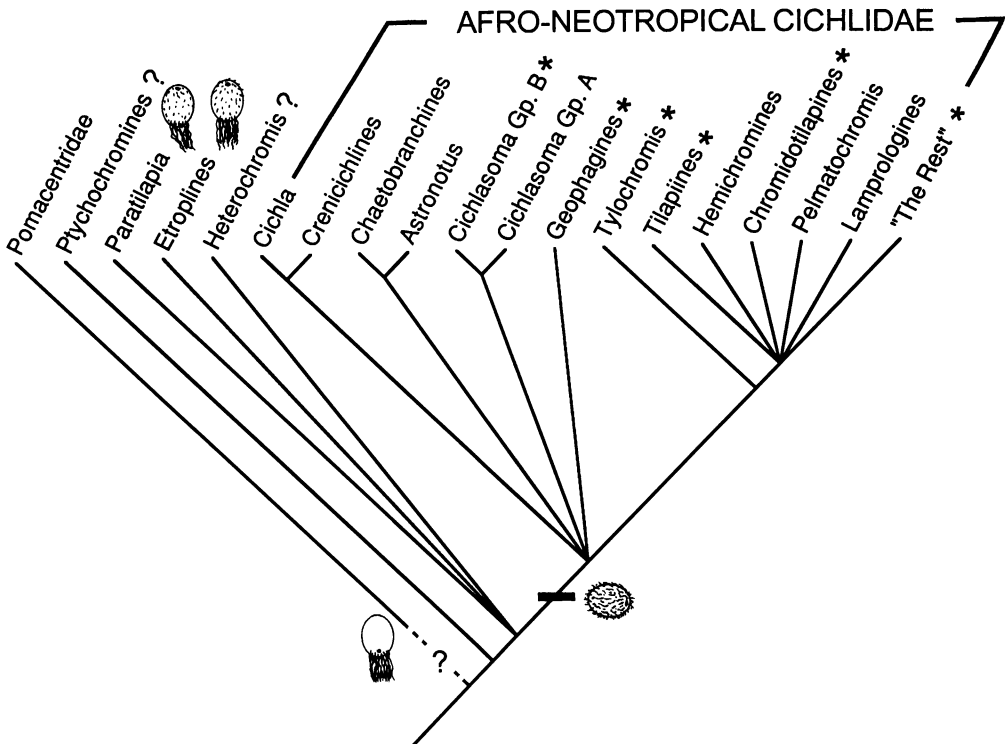 AFRO-NEOTROPICAL CICHLIDAE
Pomacentridae
Ptychochromines ?
Paratilapia
Etroplines
Heterochromis ?
Cichla
Crenicichlines
Chaetobranchines
Astronotus
Cichlasoma Gp. B *
Cichlasoma Gp. A
Geophagines *
Tylochromis *
Tilapiines *
Hemichromines
Chromidotilapines *
Pelmatochromis
Lamprologines
"The Rest" *
?